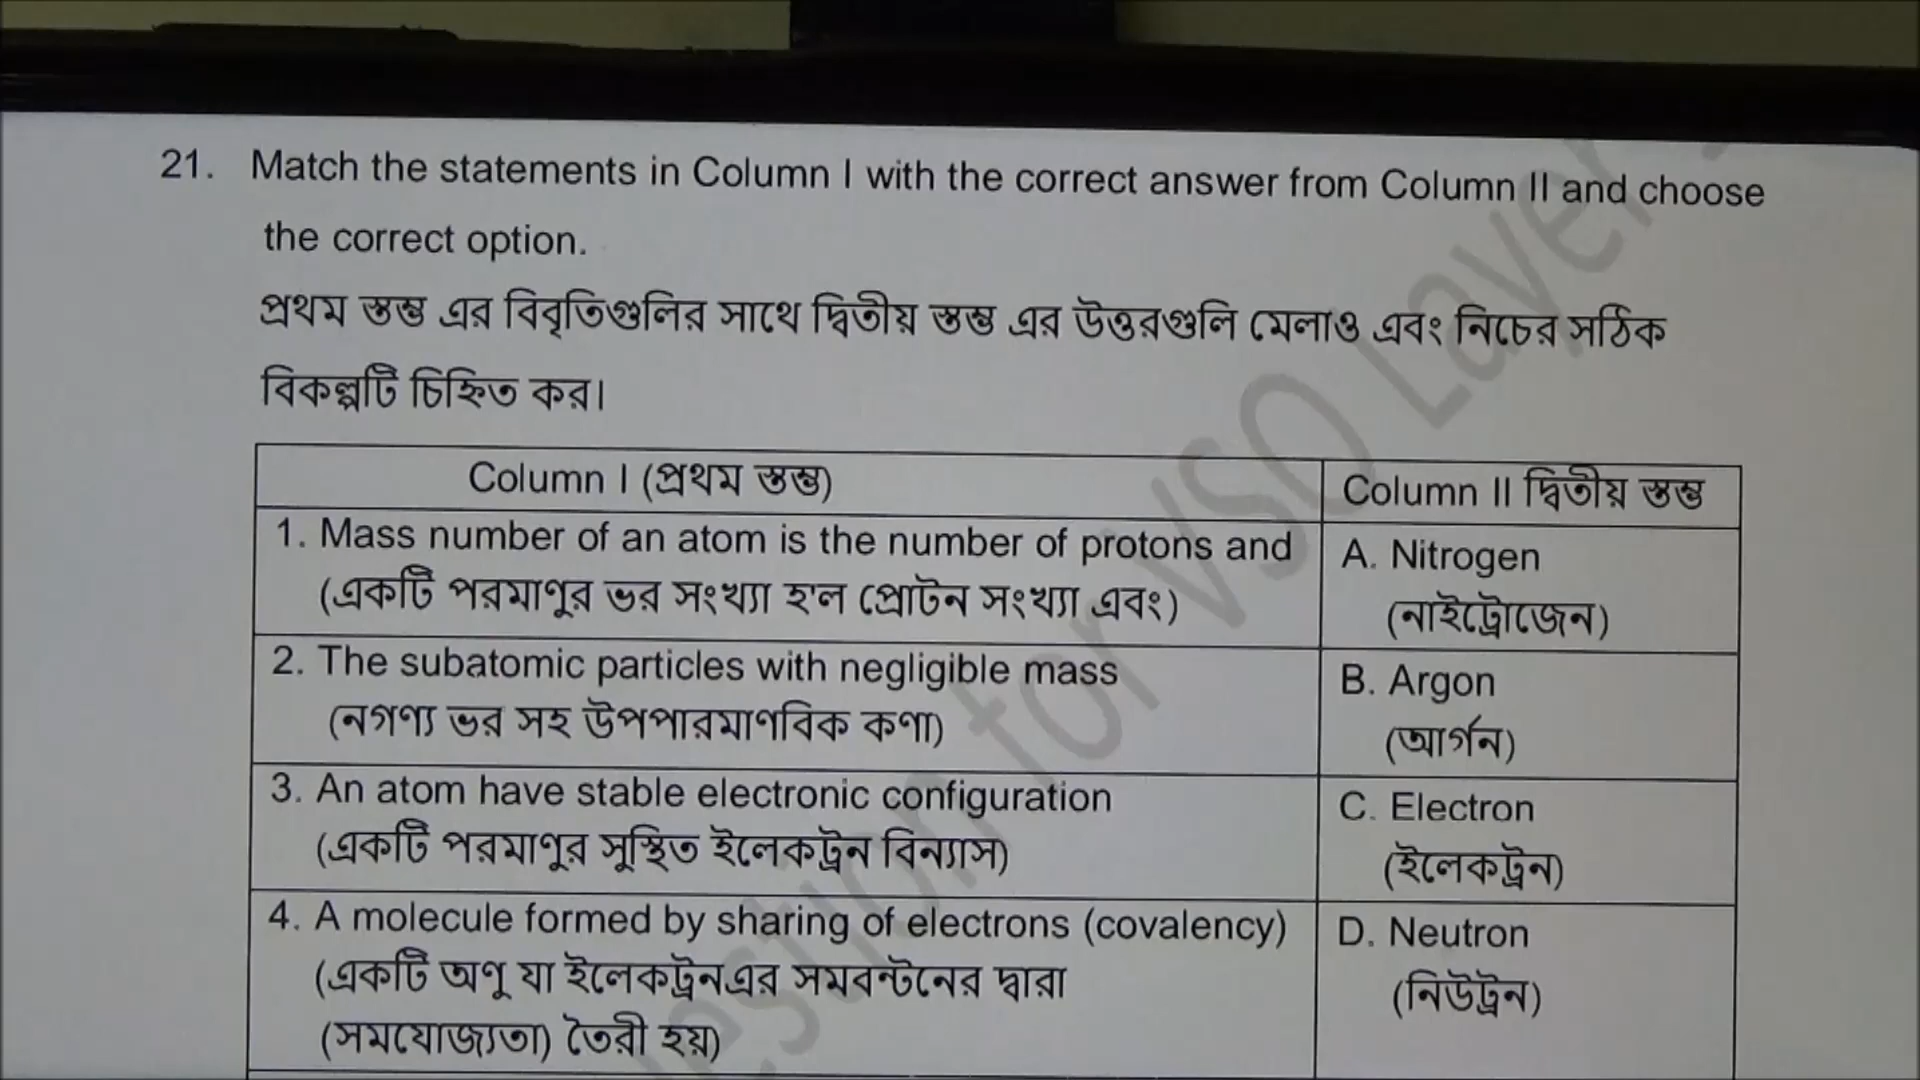 21. Match the statements in Column I with the correct answer from Column II and choose
the correct option.
প্রথম স্তম্ভ এর বিবৃতিগুলির সাথে দ্বিতীয় স্তম্ভ এর উত্তরগুলি মেলাও এবং নিচের সঠিক
বিকল্পটি চিহ্নিত কর।
Column I (প্রথম স্তম্ভ)
Column II দ্বিতীয় স্তম্ভ
1. Mass number of an atom is the number of protons and
(একটি পরমাণুর ভর সংখ্যা হ'ল প্রোটন সংখ্যা এবং)
A. Nitrogen
(নাইট্রোজেন)
2. The subatomic particles with negligible mass
(নগণ্য ভর সহ উপপারমাণবিক কণা)
B. Argon
(আর্গন)
3. An atom have stable electronic configuration
(একটি পরমাণুর সুস্থিত ইলেকট্রন বিন্যাস)
C. Electron
(ইলেকট্রন)
4. A molecule formed by sharing of electrons (covalency)
(একটি অণু যা ইলেকট্রনএর সমবন্টনের দ্বারা
(সমযোজ্যতা) তৈরী হয়)
D. Neutron
(নিউট্রন)
for VSO Layer